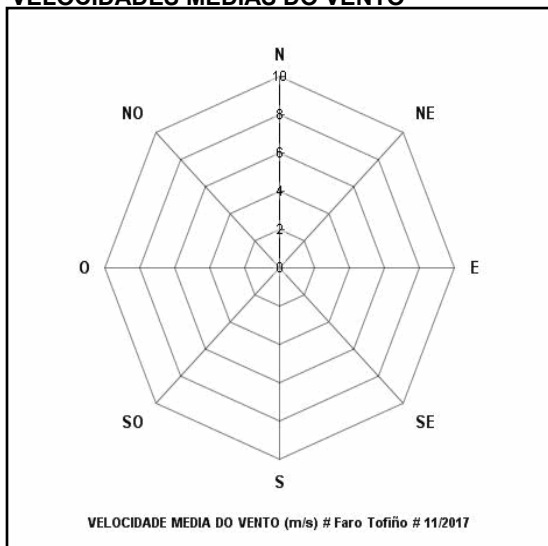 VELOCIDADES MEDIAS DO VENTO
N
10
NO
NE
8
6
4
2
O
0
E
SO
SE
S
VELOCIDADE MEDIA DO VENTO (m/s) # Faro Tofiño # 11/2017